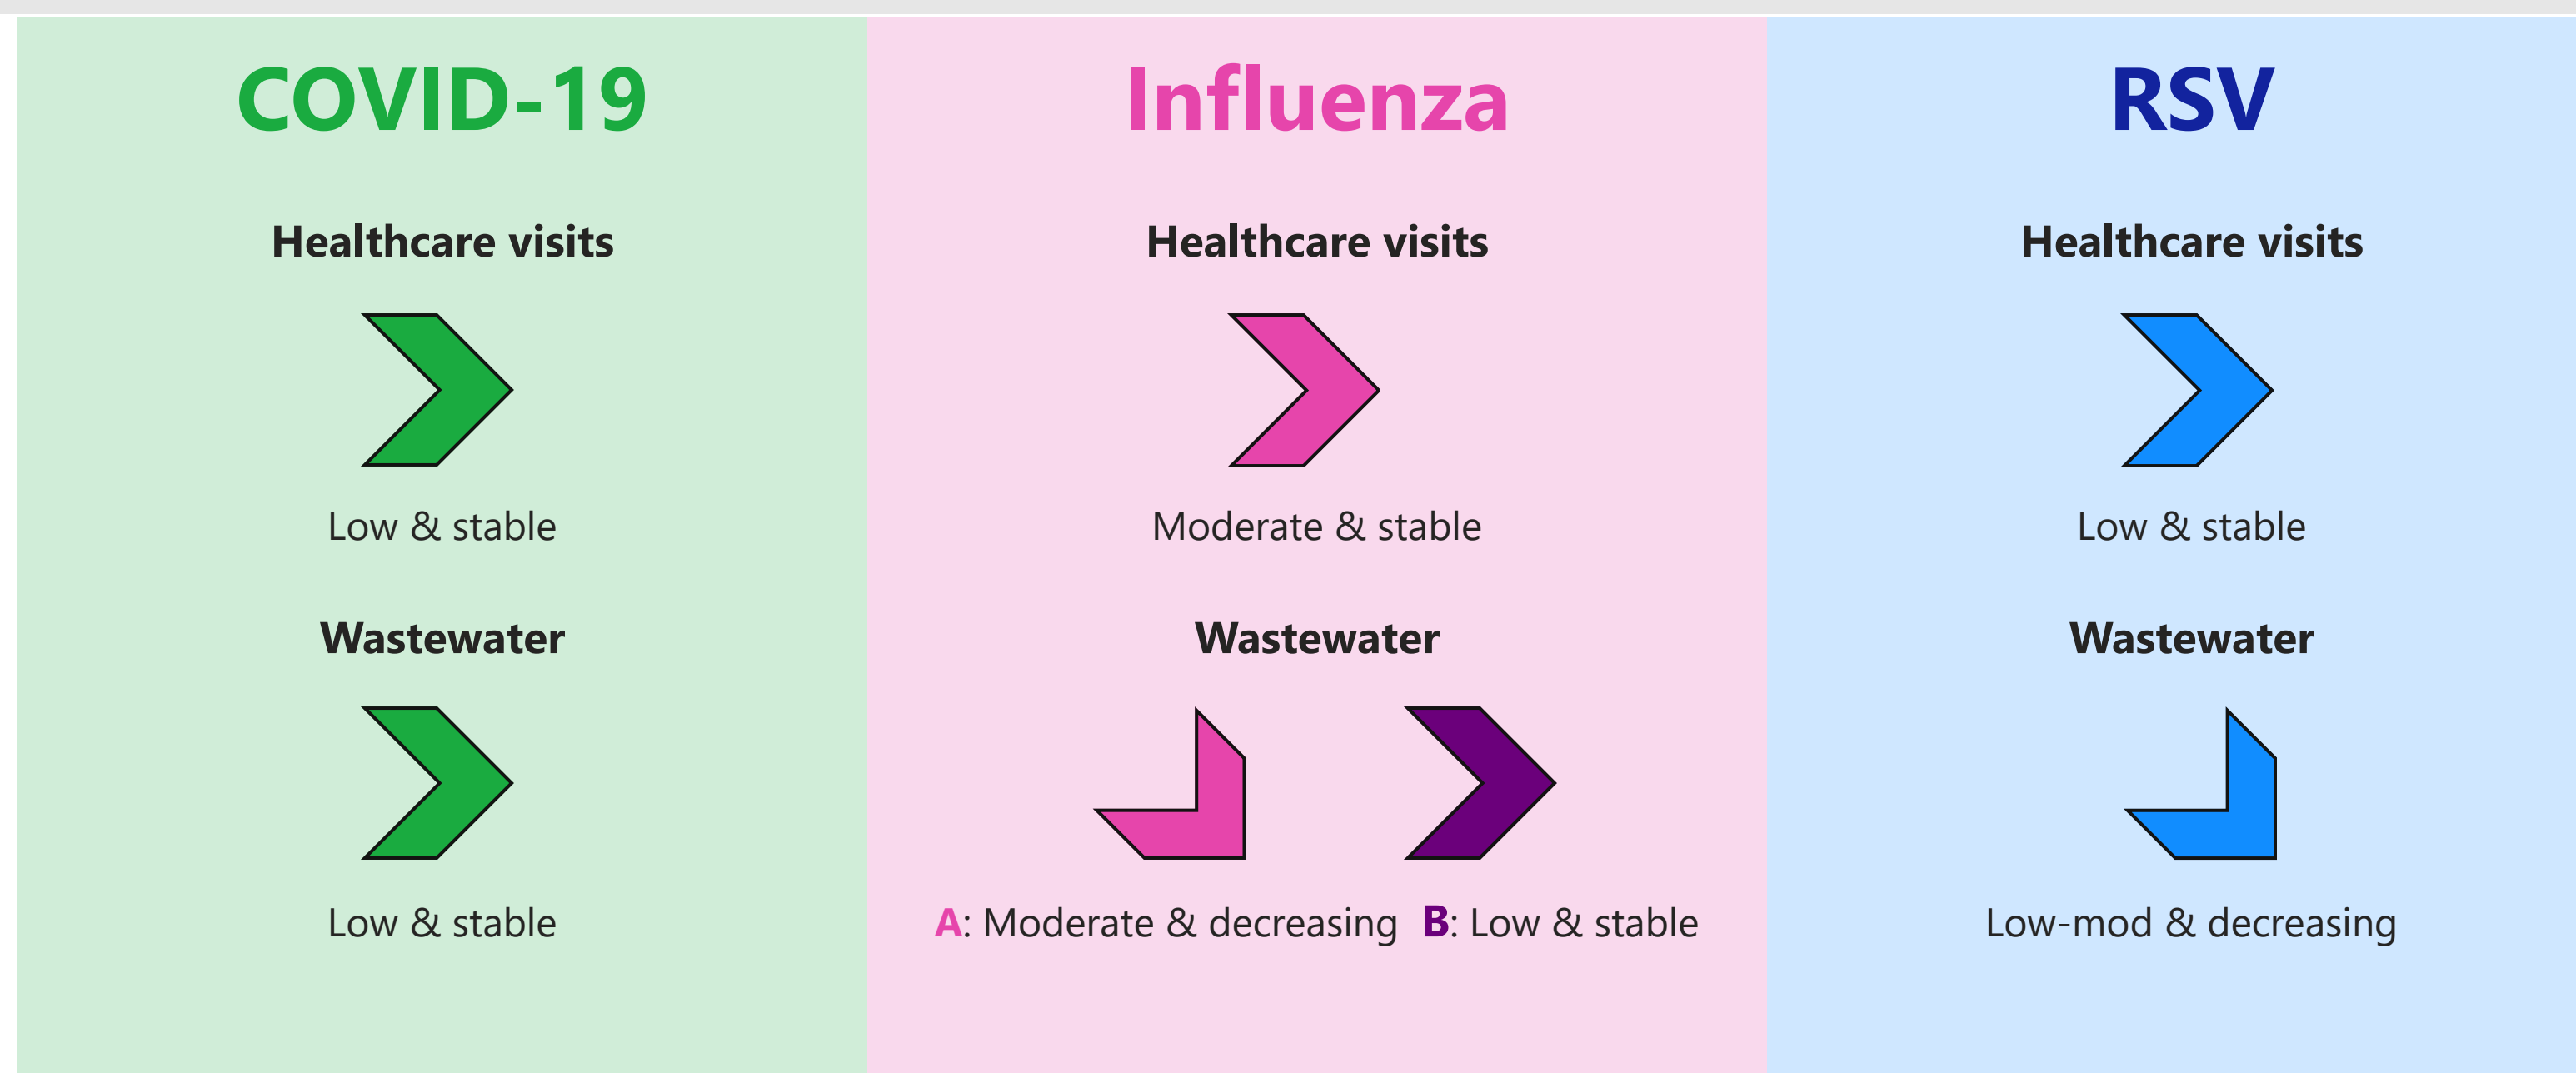 COVID-19
Healthcare visits
Low & stable
Wastewater
Low & stable
Influenza
Healthcare visits
Moderate & stable
Wastewater
A: Moderate & decreasing B: Low & stable
RSV
Healthcare visits
Low & stable
Wastewater
Low-mod & decreasing